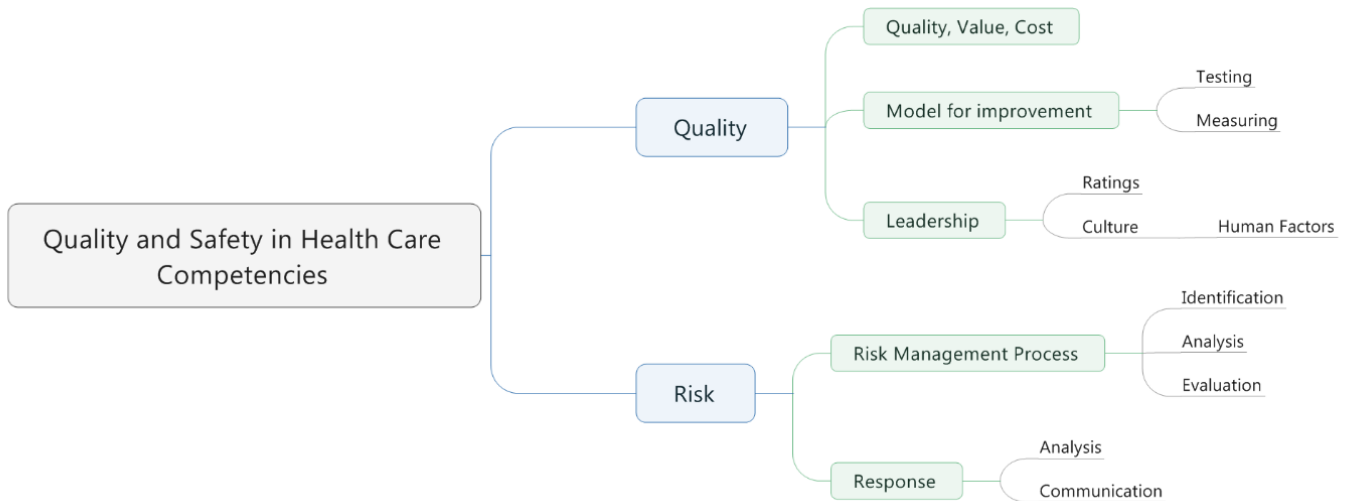 Quality and Safety in Health Care
Competencies
Quality
Quality, Value, Cost
Model for improvement
Testing
Measuring
Leadership
Ratings
Culture
Human Factors
Risk
Risk Management Process
Identification
Analysis
Evaluation
Response
Analysis
Communication